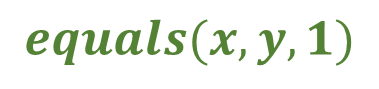 equals(x, y, 1)